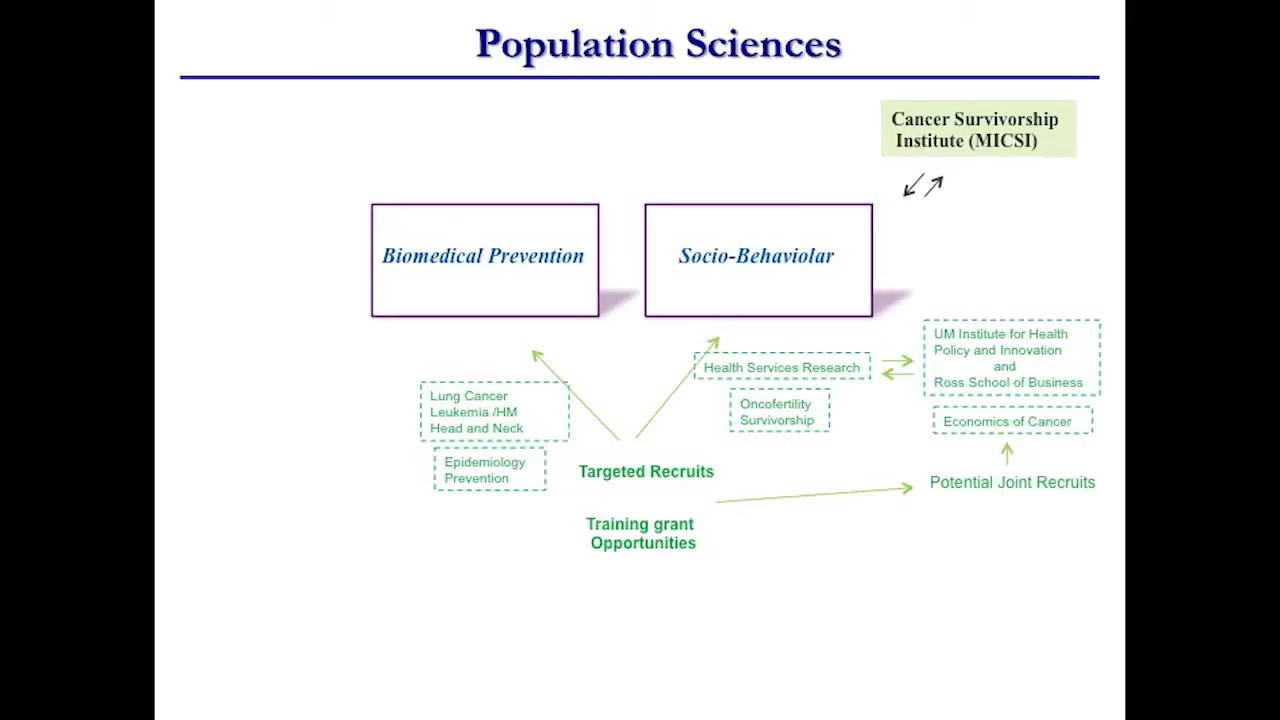 Population Sciences
Cancer Survivorship
Institute (MICSI)
Biomedical Prevention
Socio-Behaviolar
UM Institute for Health
Policy and Innovation
and
Ross School of Business
Health Services Research
Lung Cancer
Leukemia /HM
Head and Neck
Oncofertility
Survivorship
Economics of Cancer
Epidemiology
Prevention
Targeted Recruits
Potential Joint Recruits
Training grant
Opportunities